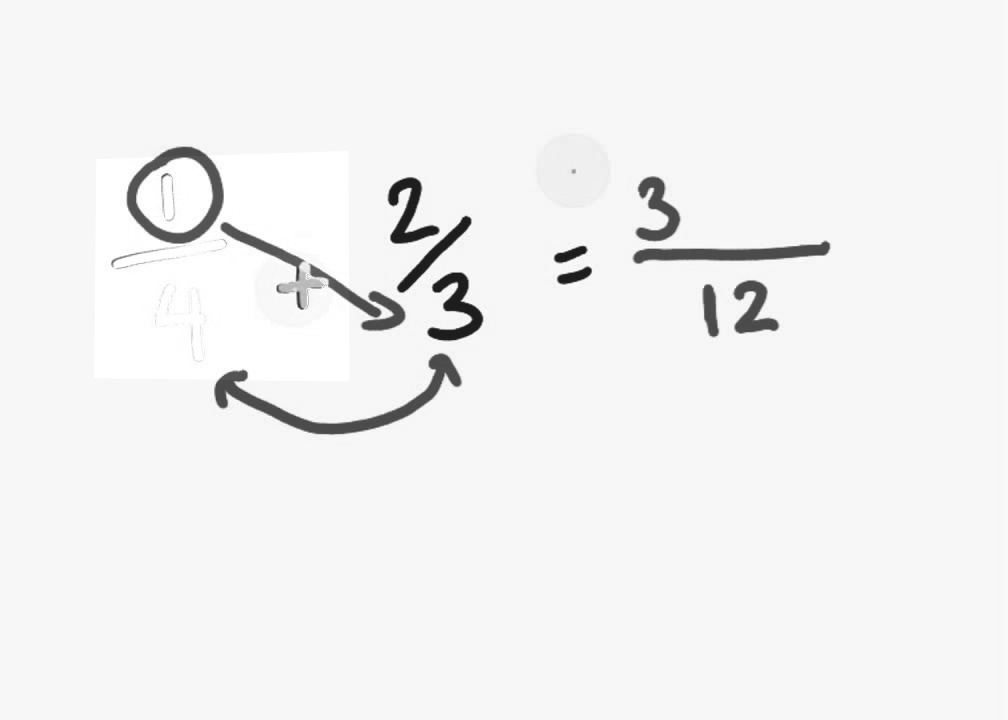 1/4 + 2/3 = 3/12